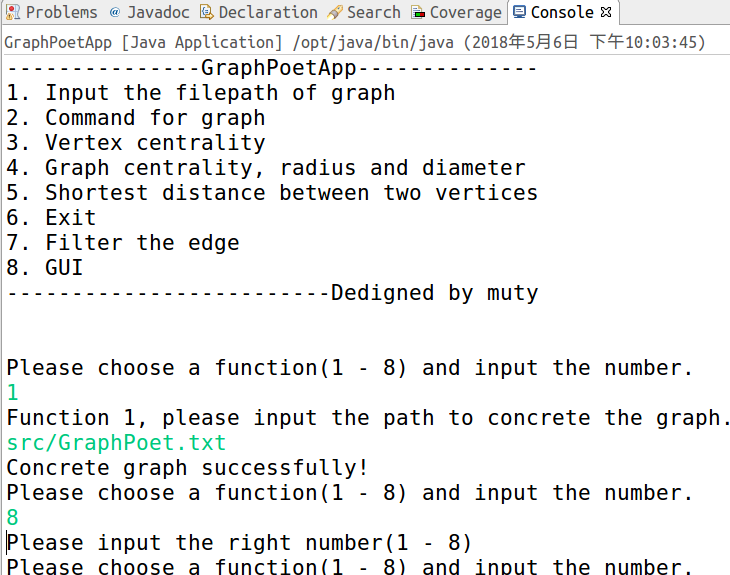 Problems @ Javadoc Declaration Search Coverage Console
GraphPoetApp [Java Application] /opt/java/bin/java (2018年5月6日 下午10:03:45)
---------------GraphPoetApp--------------
1. Input the filepath of graph
2. Command for graph
3. Vertex centrality
4. Graph centrality, radius and diameter
5. Shortest distance between two vertices
6. Exit
7. Filter the edge
8. GUI
-------------------------Dedigned by muty
Please choose a function(1 - 8) and input the number.
1
Function 1, please input the path to concrete the graph.
src/GraphPoet.txt
Concrete graph successfully!
Please choose a function(1 - 8) and input the number.
8
Please input the right number(1 - 8)
Please choose a function(1 - 8) and input the number.